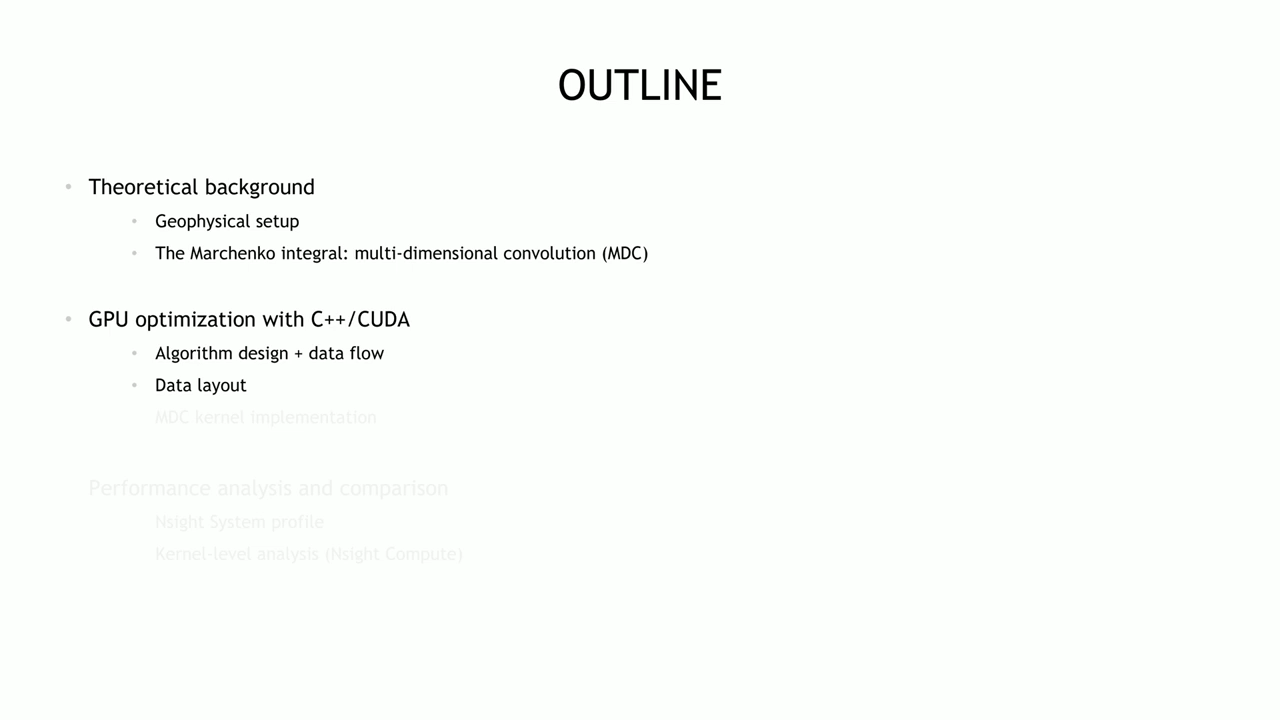 OUTLINE
• Theoretical background
• Geophysical setup
• The Marchenko integral: multi-dimensional convolution (MDC)
• GPU optimization with C++/CUDA
• Algorithm design + data flow
• Data layout
MDC kernel implementation
Performance analysis and comparison
Nsight System profile
Kernel-level analysis (Nsight Compute)